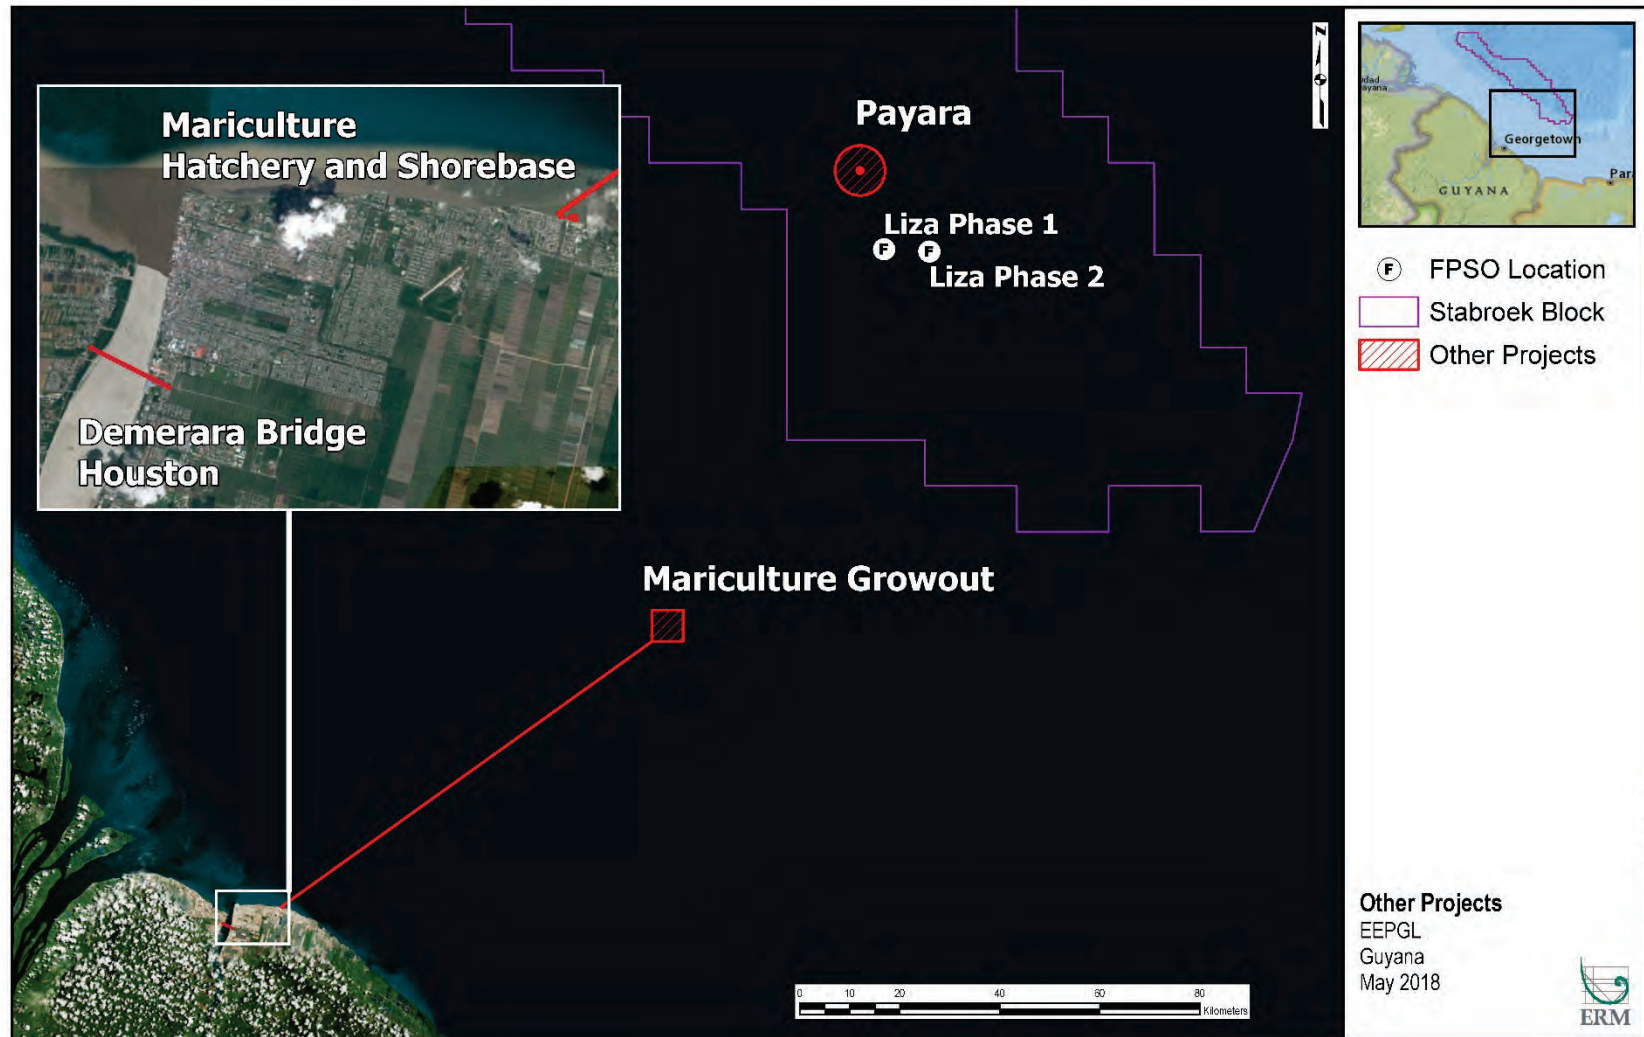 Mariculture
Hatchery and Shorebase
Demerara Bridge
Houston
Payara
Liza Phase 1
F
F
Liza Phase 2
Mariculture Growout
0 10 20 40 60 80
Kilometers
N
Georgetown
GUYANA
F FPSO Location
Stabroek Block
Other Projects
Other Projects
EEPGL
Guyana
May 2018
ERM